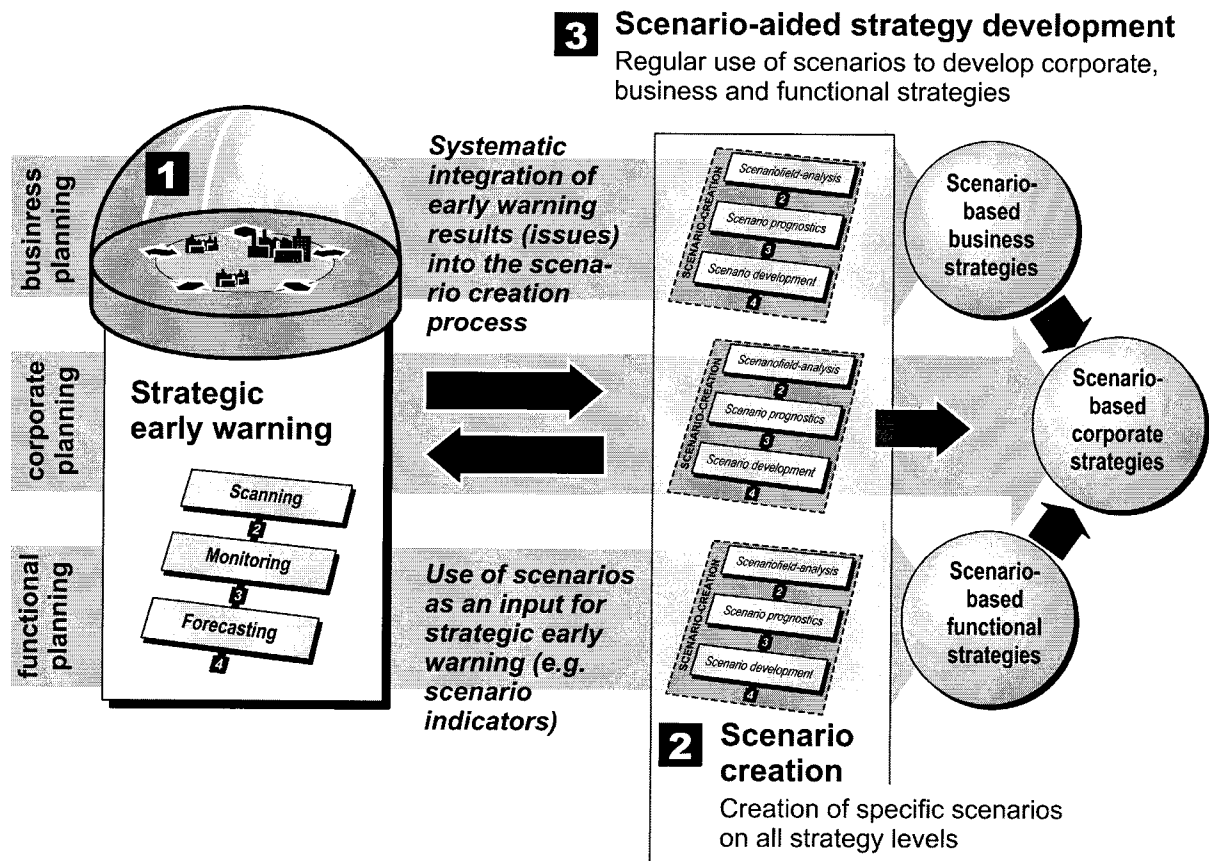 3 Scenario-aided strategy development
Regular use of scenarios to develop corporate,
business and functional strategies
businress
planning
corporate
planning
functional
planning
1
Strategic
early warning
Scanning
2
Monitoring
3
Forecasting
4
Systematic
integration of
early warning
results (issues)
into the scena-
rio creation
process
Use of scenarios
as an input for
strategic early
warning (e.g.
scenario
indicators)
SCENARIO-CREATION
Scenariofield-analysis
2
Scenario prognostics
3
Scenario development
4
SCENARIO-CREATION
Scenariofield-analysis
2
Scenario prognostics
3
Scenario development
4
SCENARIO-CREATION
Scenariofield-analysis
2
Scenario prognostics
3
Scenario development
4
2 Scenario
creation
Creation of specific scenarios
on all strategy levels
Scenario-
based
business
strategies
Scenario-
based
corporate
strategies
Scenario-
based
functional
strategies